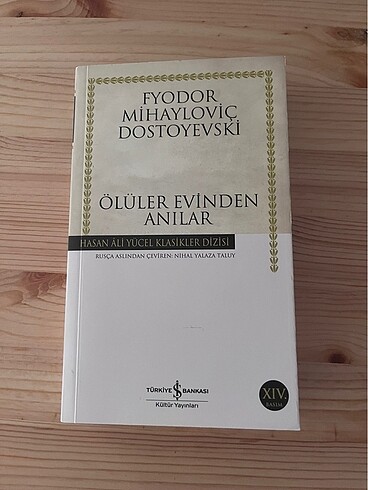 FYODOR
MİHAYLOVİÇ
DOSTOYEVSKİ
ÖLÜLER EVİNDEN
ANILAR
HASAN ÂLİ YÜCEL KLASİKLER DİZİSİ
RUSÇA ASLINDAN ÇEVİREN: NİHAL YALAZA TALUY
TÜRKİYE İŞ BANKASI
Kültür Yayınları
XIV.
BASIM